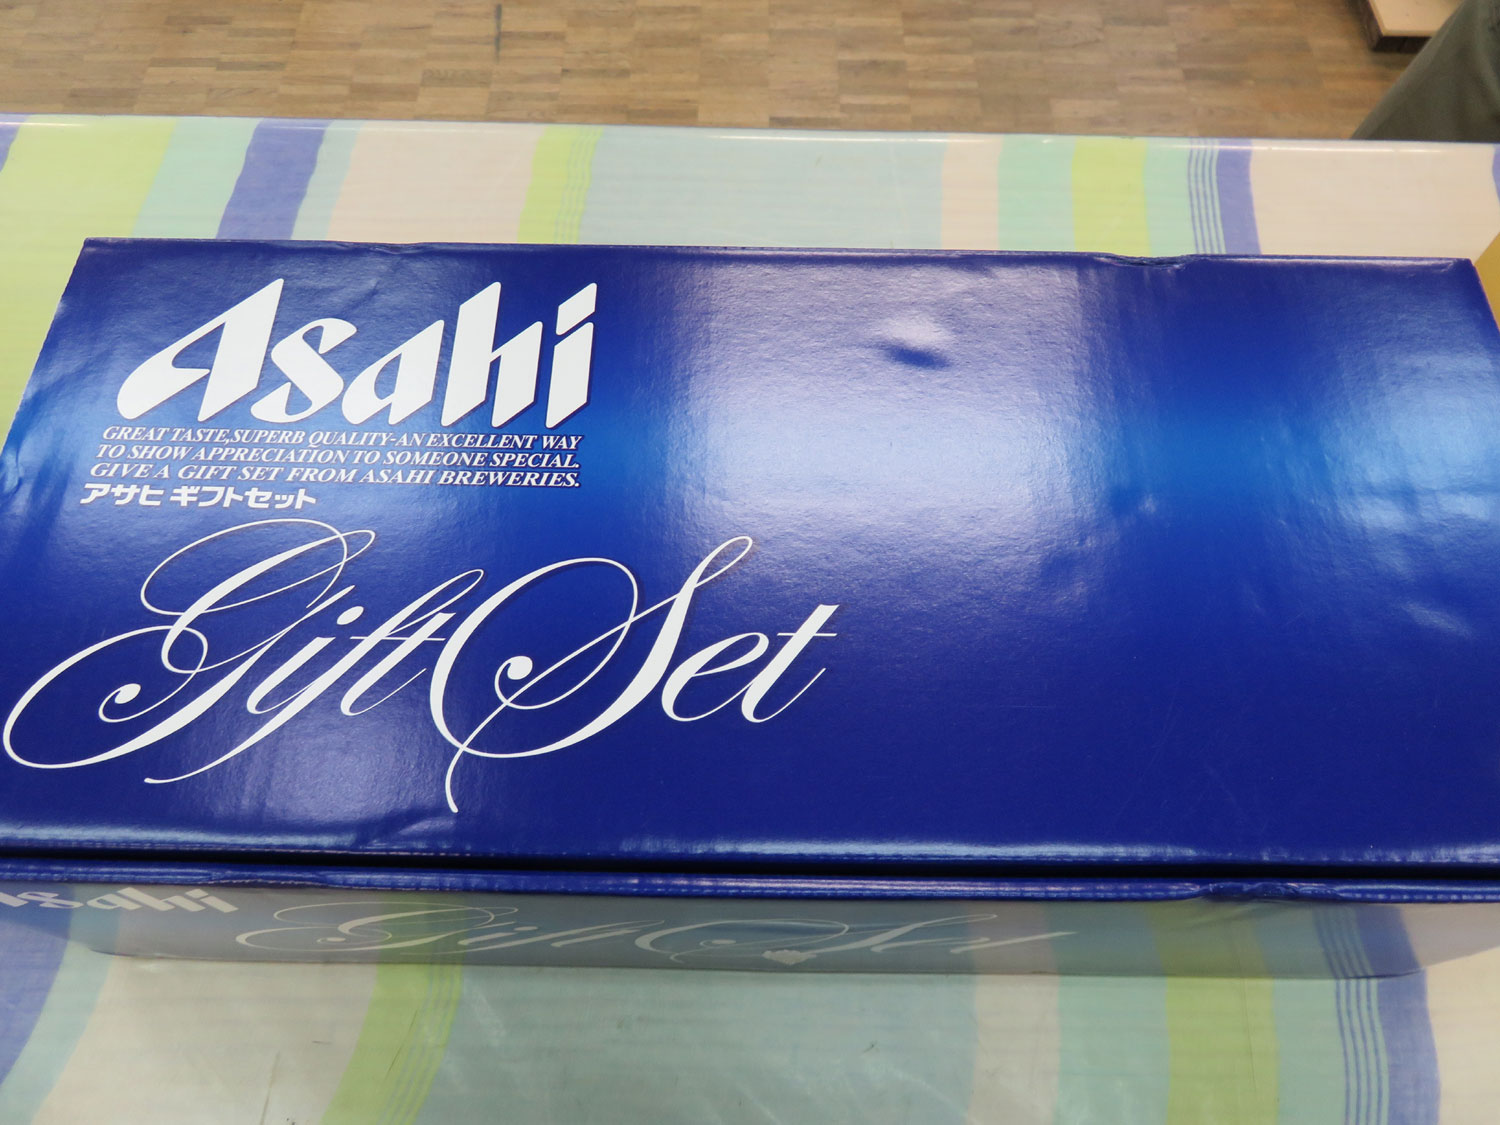 Asahi
GREAT TASTE,SUPERB QUALITY-AN EXCELLENT WAY
TO SHOW APPRECIATION TO SOMEONE SPECIAL.
GIVE A GIFT SET FROM ASAHI BREWERIES.
アサヒ ギフトセット
Gift Set
Asahi
Gift Set